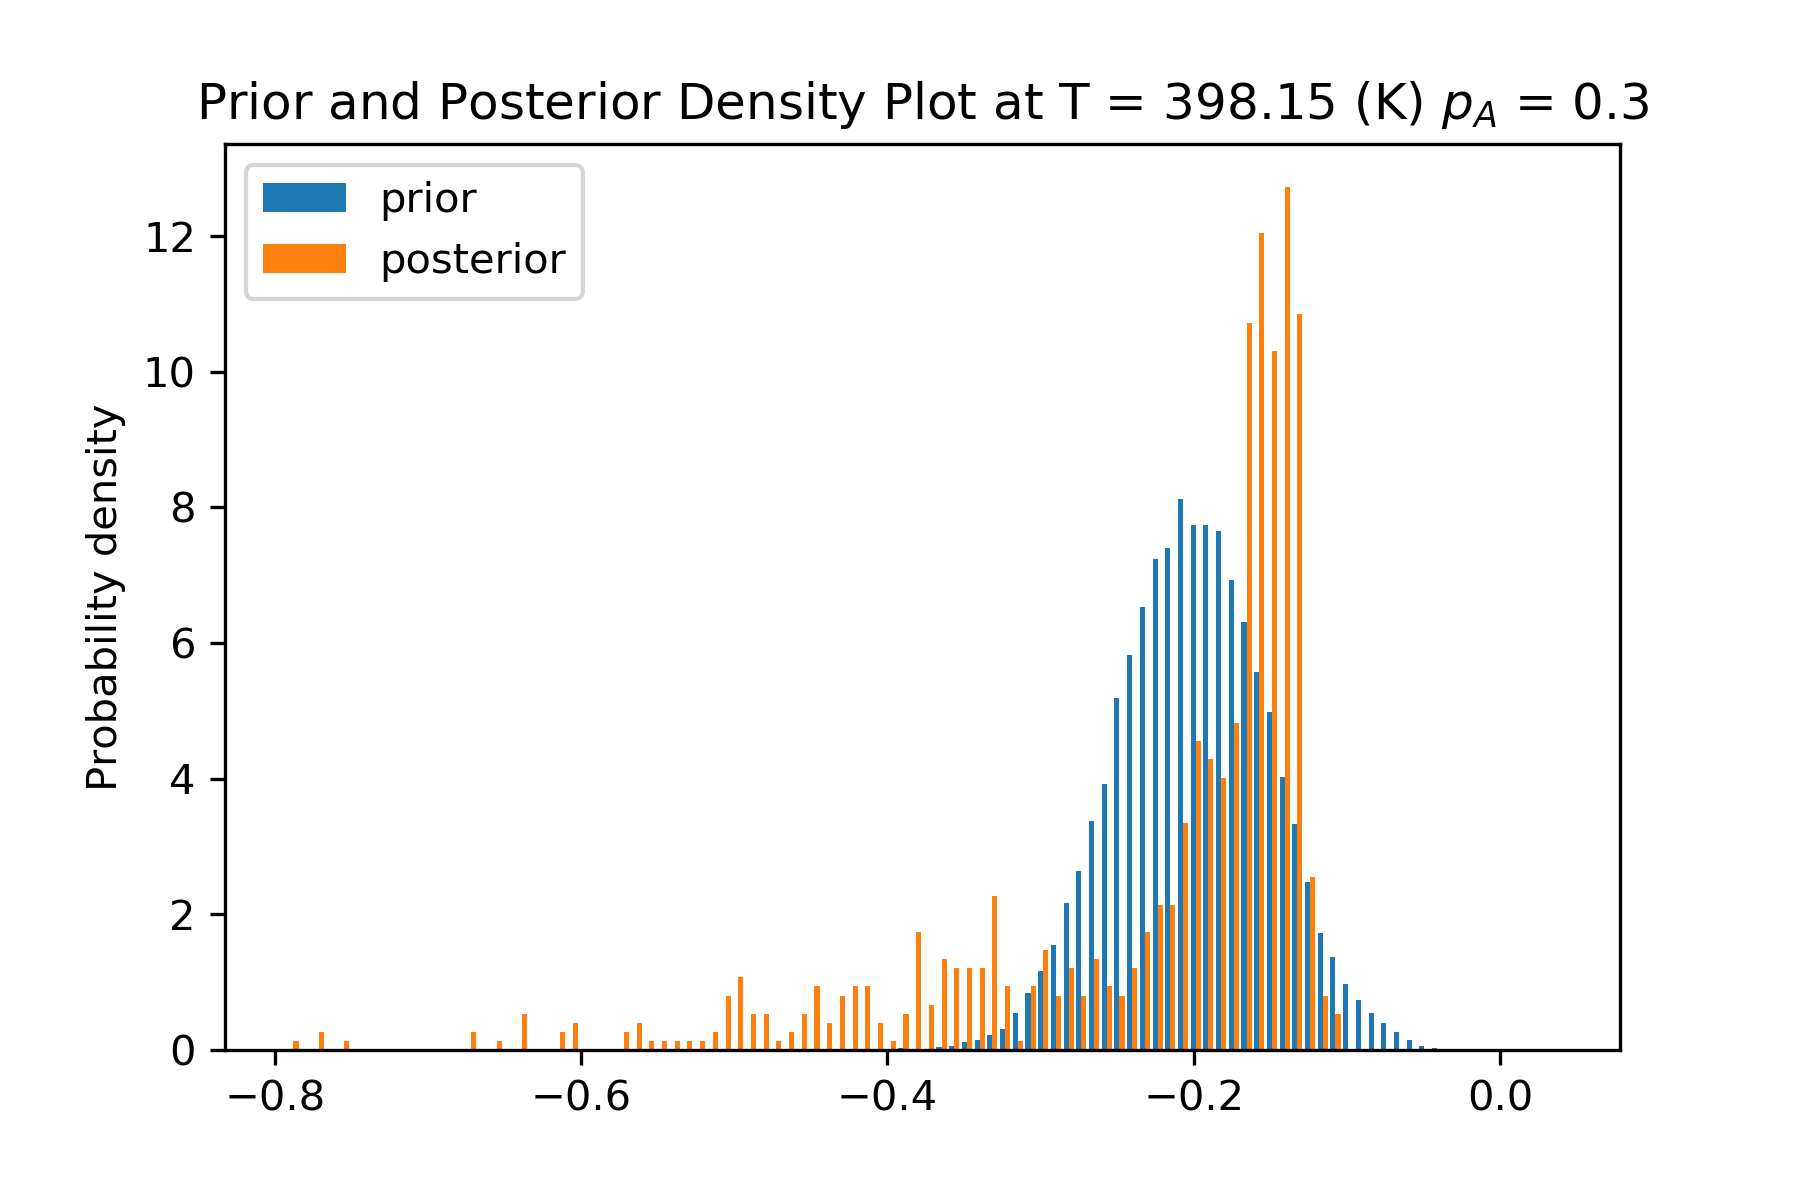 Prior and Posterior Density Plot at T = 398.15 (K) p_A = 0.3
prior
posterior
Probability density
12
10
8
6
4
2
0
−0.8 −0.6 −0.4 −0.2 0.0